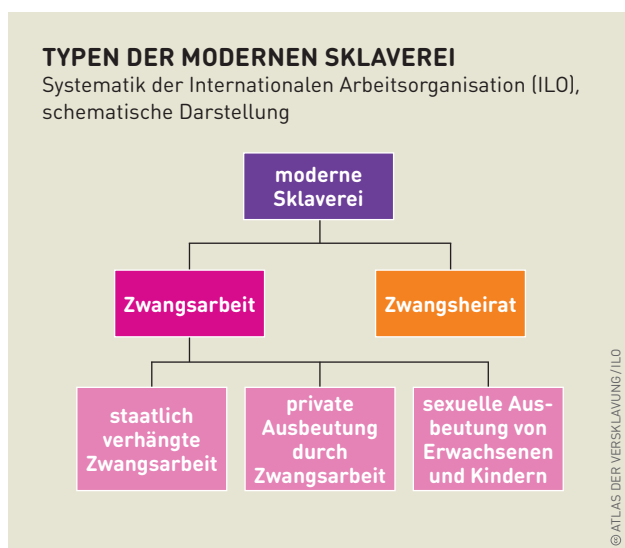 TYPEN DER MODERNEN SKLAVEREI
Systematik der Internationalen Arbeitsorganisation (ILO),
schematische Darstellung
moderne
Sklaverei
Zwangsarbeit
Zwangsheirat
staatlich
verhängte
Zwangsarbeit
private
Ausbeutung
durch
Zwangsarbeit
sexuelle Aus-
beutung von
Erwachsenen
und Kindern
© ATLAS DER VERSKLAVUNG / ILO